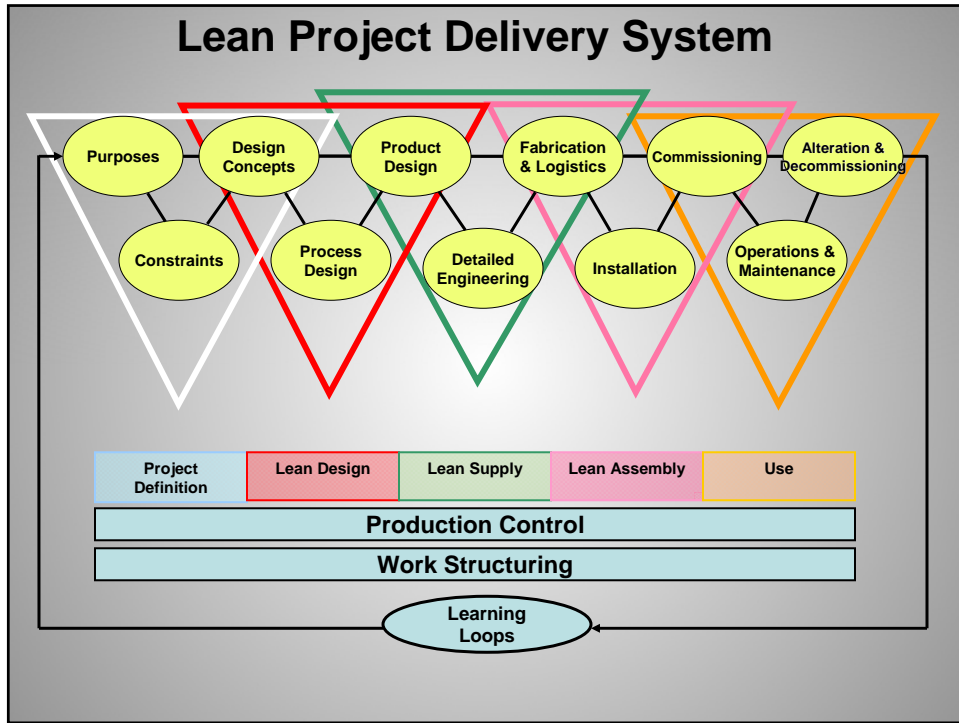 Lean Project Delivery System
Purposes
Design
Concepts
Product
Design
Fabrication
& Logistics
Commissioning
Alteration &
Decommissioning
Constraints
Process
Design
Detailed
Engineering
Installation
Operations &
Maintenance
Project
Definition
Lean Design
Lean Supply
Lean Assembly
Use
Production Control
Work Structuring
Learning
Loops